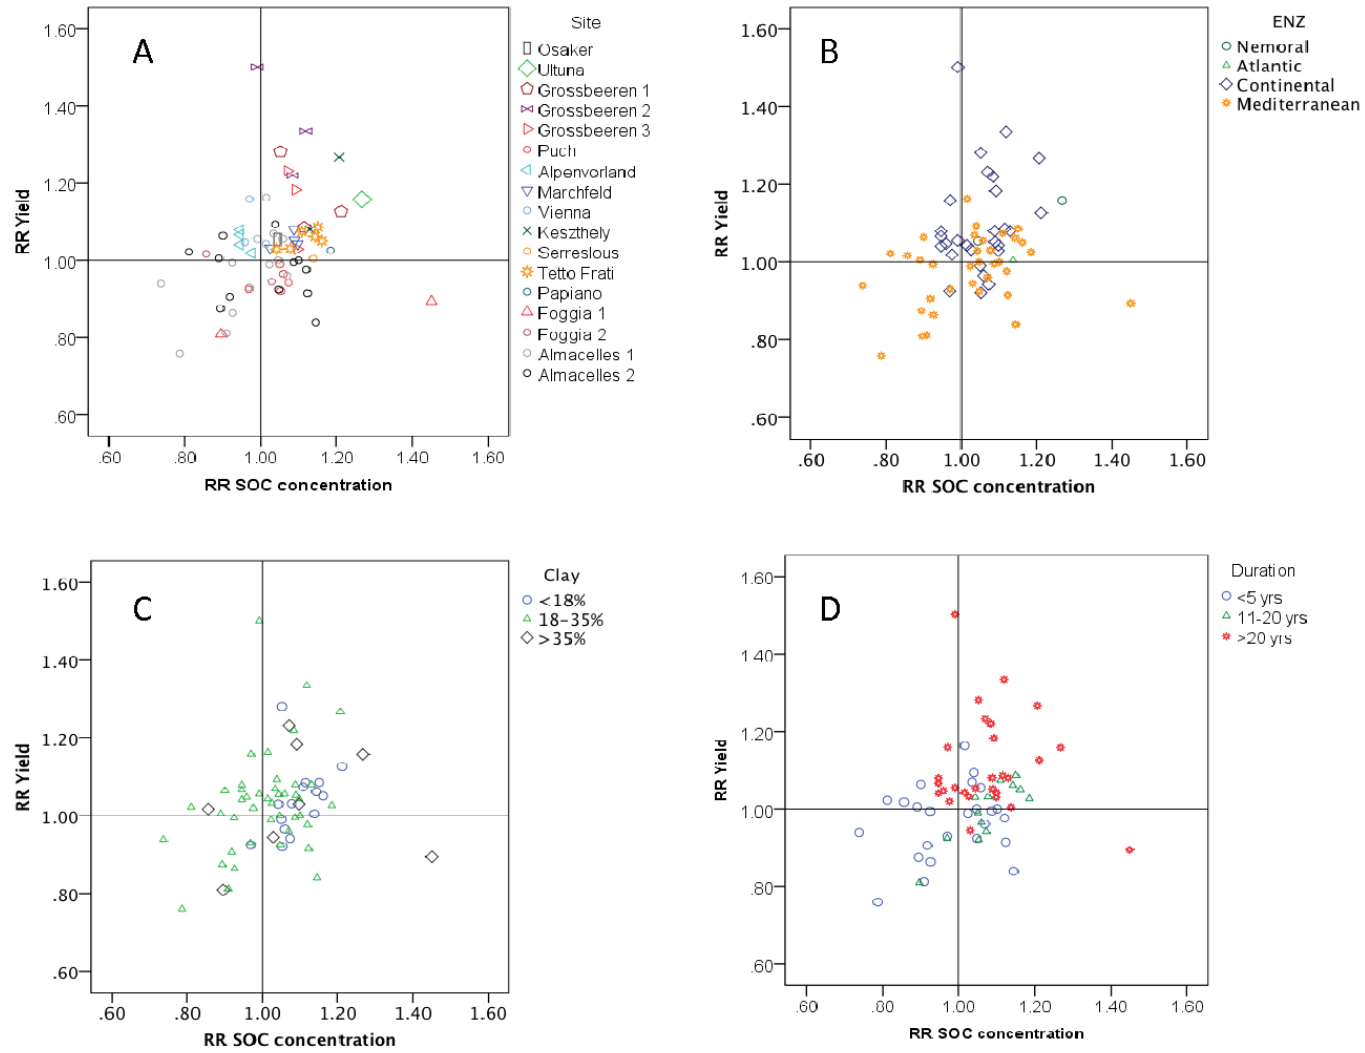 A
1.60
1.40
1.20
1.00
.80
.60
RR Yield
.60 .80 1.00 1.20 1.40 1.60
RR SOC concentration
Site
Osaker
Ultuna
Grossbeeren 1
Grossbeeren 2
Grossbeeren 3
Puch
Alpenvorland
Marchfeld
Vienna
Keszthely
Serreslous
Tetto Frati
Papiano
Foggia 1
Foggia 2
Almacelles 1
Almacelles 2
B
1.60
1.40
1.20
1.00
.80
.60
RR Yield
.60 .80 1.00 1.20 1.40 1.60
RR SOC concentration
ENZ
Nemoral
Atlantic
Continental
Mediterranean
C
1.60
1.40
1.20
1.00
.80
.60
RR Yield
.60 .80 1.00 1.20 1.40 1.60
RR SOC concentration
Clay
<18%
18-35%
>35%
D
1.60
1.40
1.20
1.00
.80
.60
RR Yield
.60 .80 1.00 1.20 1.40 1.60
RR SOC concentration
Duration
<5 yrs
11-20 yrs
>20 yrs